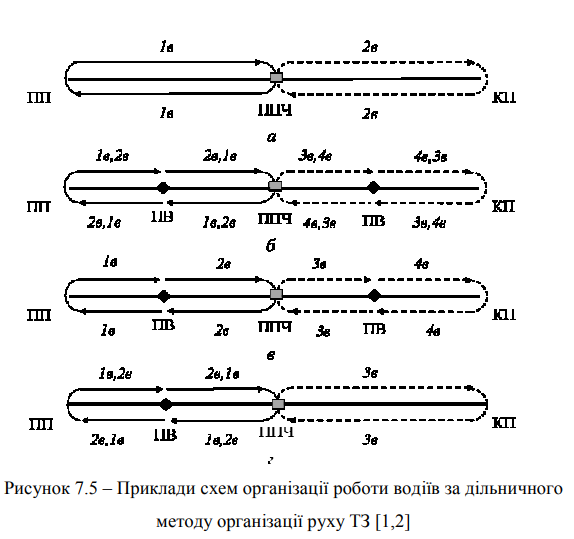 1в 2в
ПП ППЧ КП
1в 2в
а
1в,2в 2в,1в 3в,4в 4в,3в
ПП КП
2в,1в ПВ 1в,2в ППЧ 4в,3в ПВ 3в,4в
б
1в 2в 3в 4в
ПП КП
1в ПВ 2в ППЧ 3в ПВ 4в
в
1в,2в 2в,1в 3в
ПП КП
2в,1в ПВ 1в,2в ППЧ 3в
Рисунок 7.5 – Приклади схем організації роботи водіїв за дільничного
методу організації руху ТЗ [1,2]